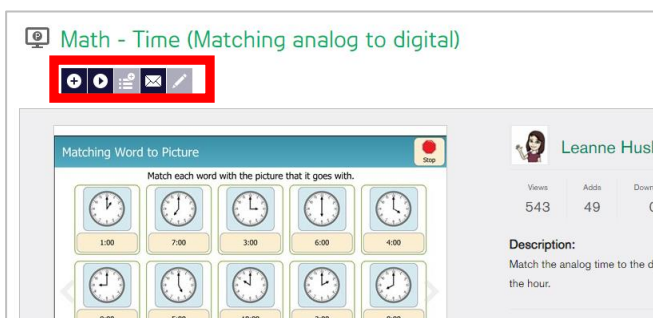 Math - Time (Matching analog to digital)
Matching Word to Picture
Stop
Match each word with the picture that it goes with.
1:00 7:00 3:00 6:00 4:00
Leanne Hus
Views Adds Down
543 49
Description:
Match the analog time to the d
the hour.